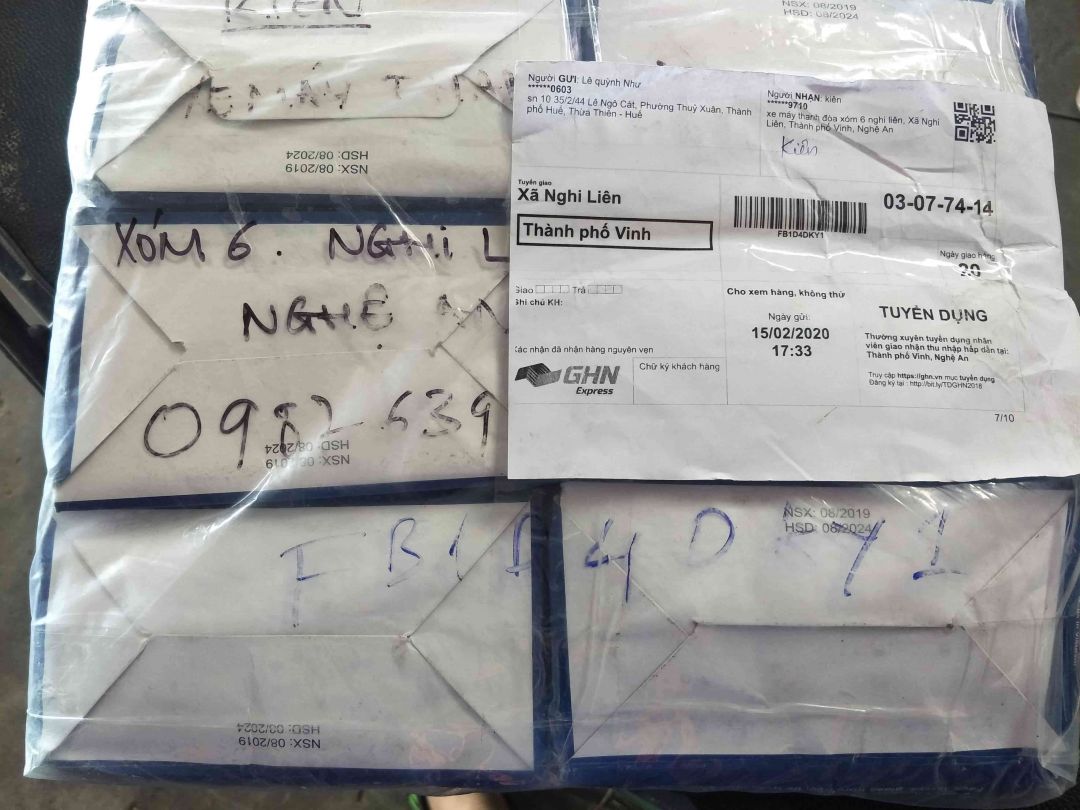 KIÊN
NSX: 08/2019
HSD: 08/2024
XE MÁY
HSD: 08/2024
NSX: 08/2019
Người GỬI: Lê quỳnh Như
******0603
sn 10 35/2/44 Lê Ngô Cát, Phường Thuỷ Xuân, Thành
phố Huế, Thừa Thiên - Huế
Người NHẬN: kiên
******9710
xe máy thanh đòa xóm 6 nghi liên, Xã Nghi
Liên, Thành phố Vinh, Nghệ An
Kiên
Tuyến giao
Xã Nghi Liên
Thành phố Vinh
FB1D4DKY1
03-07-74-14
Ngày giao hàng
20
Giao Trả
Ghi chú KH:
Cho xem hàng, không thử
Ngày gửi:
15/02/2020
17:33
TUYỂN DỤNG
Thường xuyên tuyển dụng nhân
viên giao nhận thu nhập hấp dẫn tại:
Thành phố Vinh, Nghệ An
Truy cập https://ghn.vn mục tuyển dụng
Đăng ký tại : http://bit.ly/TDGHN2018
Xác nhận đã nhận hàng nguyên vẹn
Chữ ký khách hàng
GHN
Express
7/10
XÓM 6. NGHI L
NGHỆ AN
0982 639
HSD: 08/2024
NSX: 08/2019
FB1D4DKY1
NSX: 08/2019
HSD: 08/2024
HSD: 08/2024
NSX: 08/2019